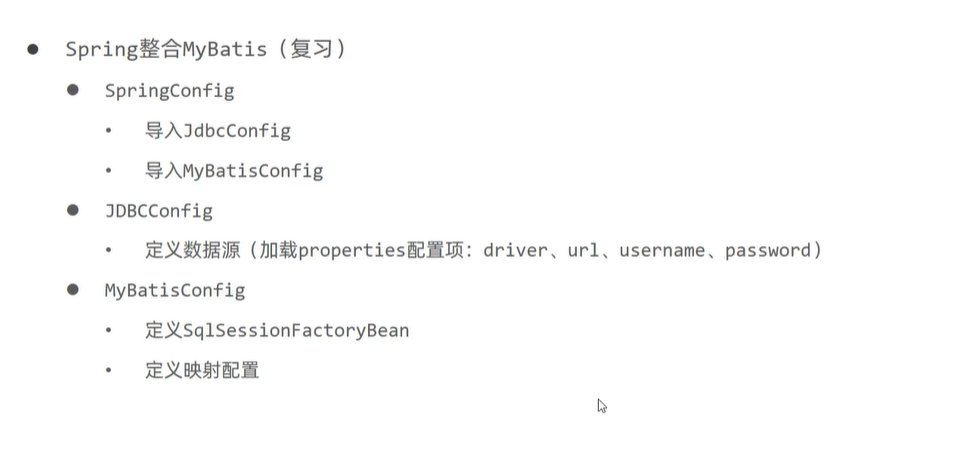 Spring整合MyBatis（复习）
SpringConfig
导入JdbcConfig
导入MyBatisConfig
JDBCConfig
定义数据源（加载properties配置项：driver、url、username、password）
MyBatisConfig
定义SqlSessionFactoryBean
定义映射配置